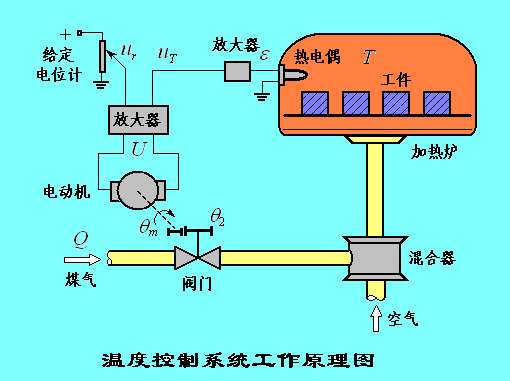 +
给定
电位计
u_r
u_T
放大器
ε
热电偶
T
工件
放大器
U
加热炉
电动机
θ_m
θ_2
Q
煤气
阀门
混合器
空气
温度控制系统工作原理图